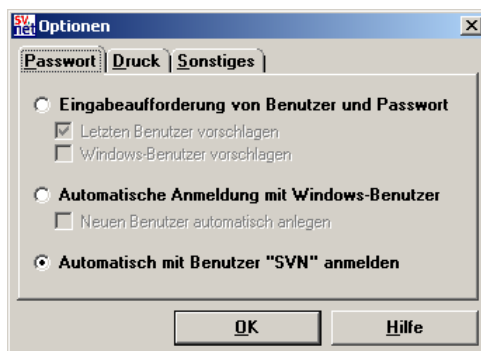 SV. net Optionen
Passwort Druck Sonstiges
Eingabeaufforderung von Benutzer und Passwort
Letzten Benutzer vorschlagen
Windows-Benutzer vorschlagen
Automatische Anmeldung mit Windows-Benutzer
Neuen Benutzer automatisch anlegen
Automatisch mit Benutzer "SVN" anmelden
OK Hilfe